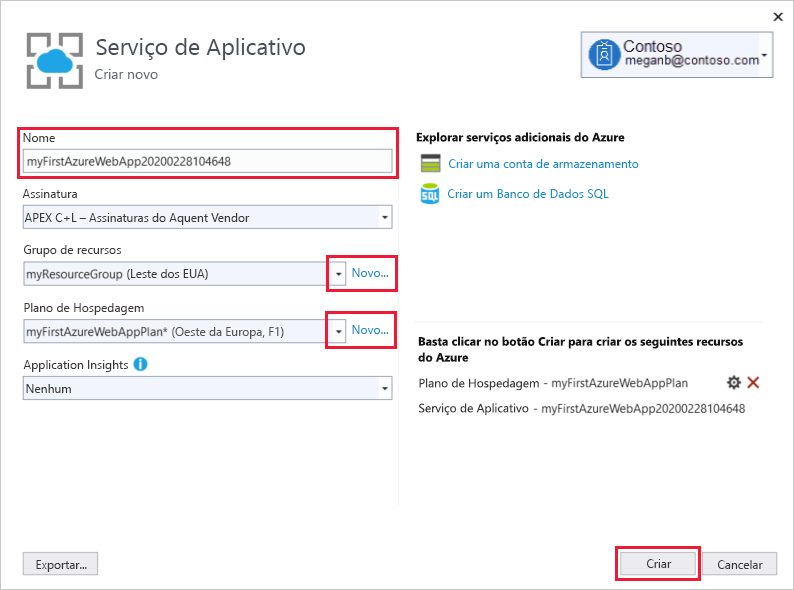 Serviço de Aplicativo
Criar novo
Contoso
meganb@contoso.com
Nome
myFirstAzureWebApp20200228104648
Assinatura
APEX C+L – Assinaturas do Aquent Vendor
Grupo de recursos
myResourceGroup (Leste dos EUA)
Novo...
Plano de Hospedagem
myFirstAzureWebAppPlan* (Oeste da Europa, F1)
Novo...
Application Insights
Nenhum
Explorar serviços adicionais do Azure
Criar uma conta de armazenamento
SQL
Criar um Banco de Dados SQL
Basta clicar no botão Criar para criar os seguintes recursos
do Azure
Plano de Hospedagem - myFirstAzureWebAppPlan
Serviço de Aplicativo - myFirstAzureWebApp20200228104648
Exportar...
Criar
Cancelar